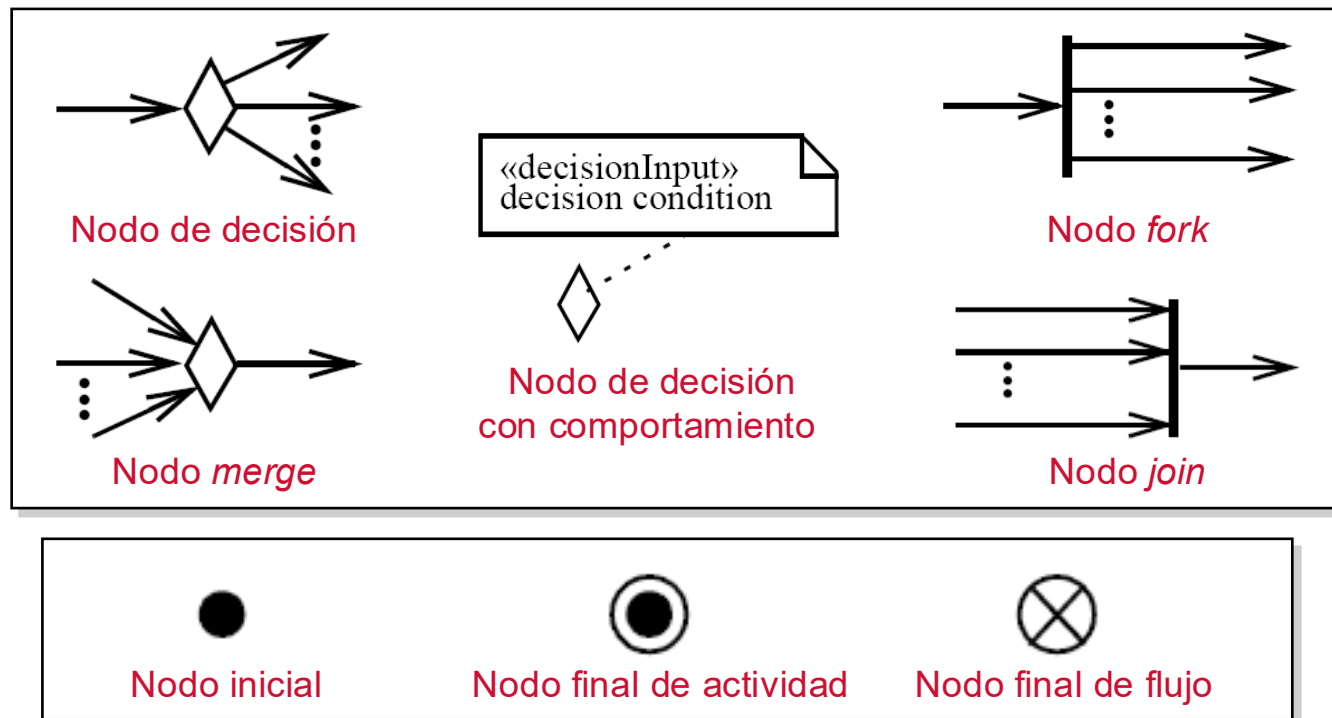 «decisionInput»
decision condition
Nodo de decisión
Nodo fork
Nodo de decisión
con comportamiento
Nodo merge
Nodo join
Nodo inicial
Nodo final de actividad
Nodo final de flujo